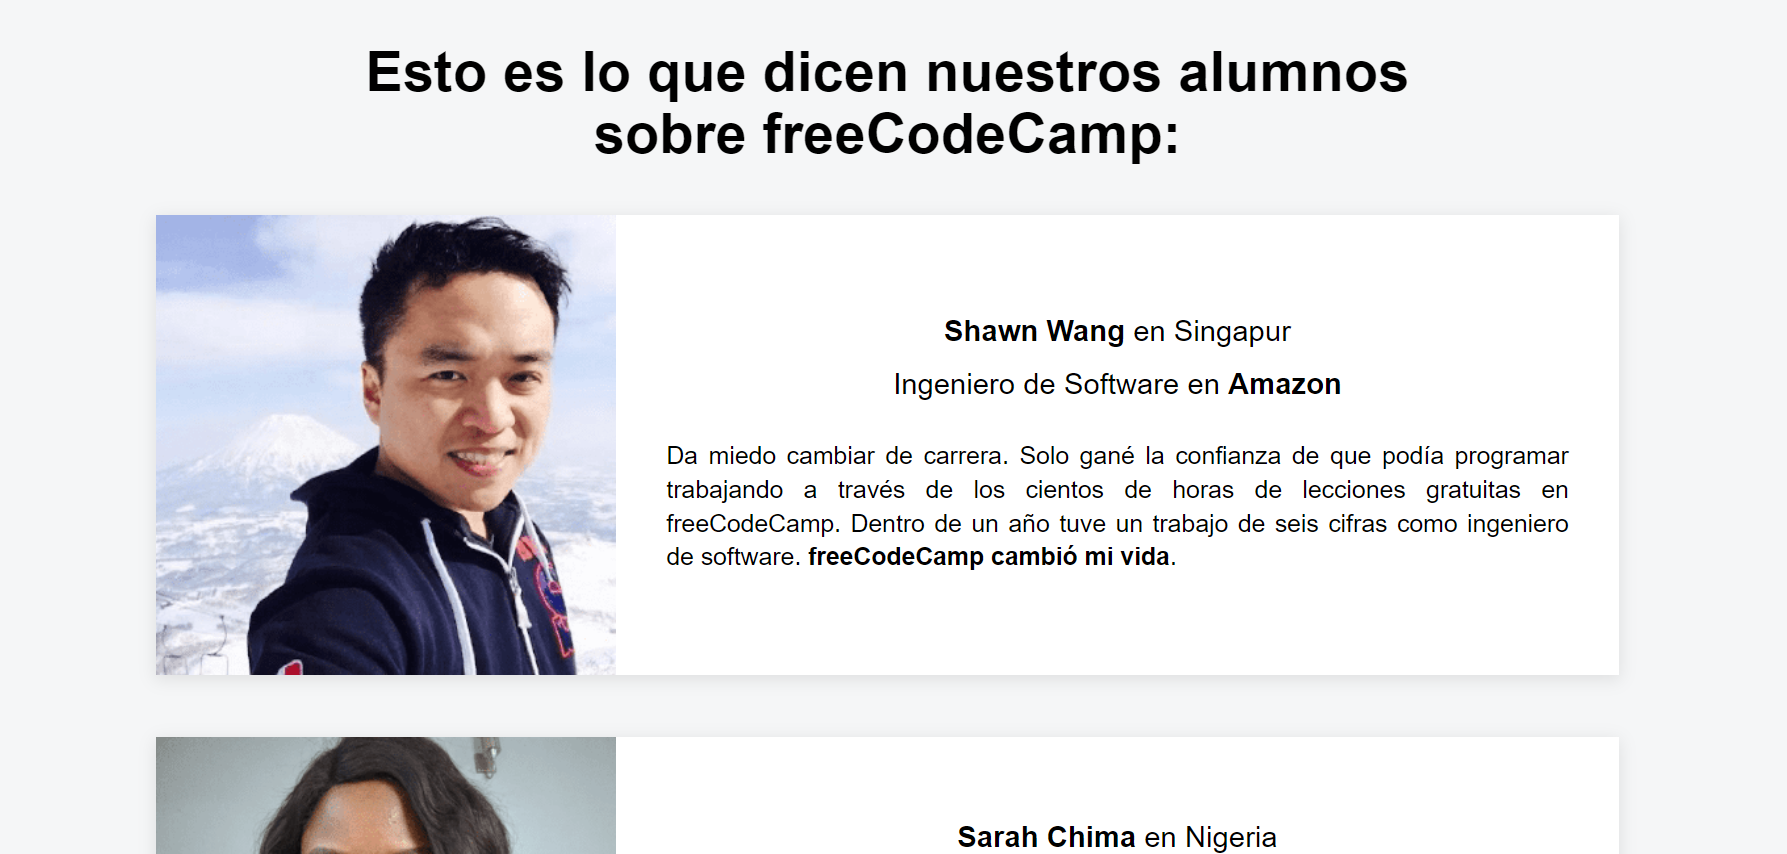 Esto es lo que dicen nuestros alumnos
sobre freeCodeCamp:
Shawn Wang en Singapur
Ingeniero de Software en Amazon
Da miedo cambiar de carrera. Solo gané la confianza de que podía programar
trabajando a través de los cientos de horas de lecciones gratuitas en
freeCodeCamp. Dentro de un año tuve un trabajo de seis cifras como ingeniero
de software. freeCodeCamp cambió mi vida.
Sarah Chima en Nigeria